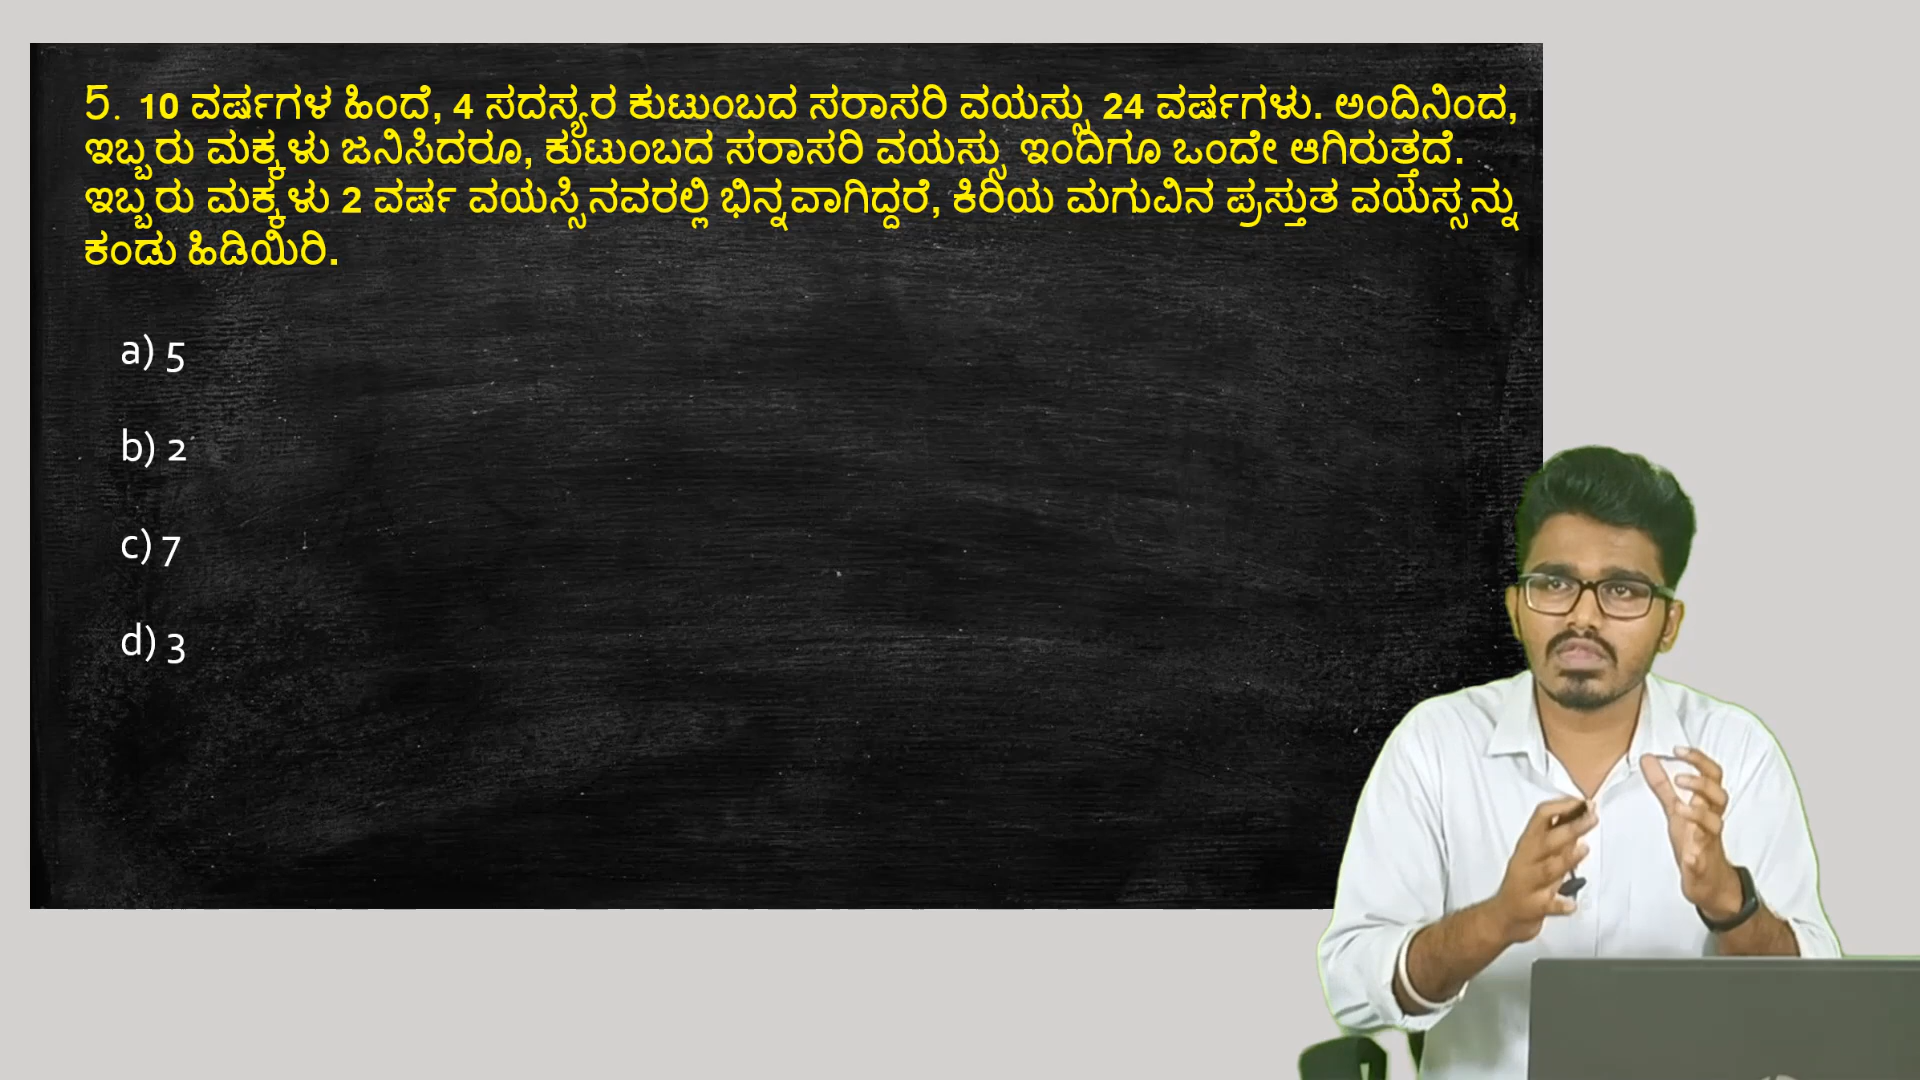 5. 10 ವರ್ಷಗಳ ಹಿಂದೆ, 4 ಸದಸ್ಯರ ಕುಟುಂಬದ ಸರಾಸರಿ ವಯಸ್ಸು 24 ವರ್ಷಗಳು. ಅಂದಿನಿಂದ,
ಇಬ್ಬರು ಮಕ್ಕಳು ಜನಿಸಿದರೂ, ಕುಟುಂಬದ ಸರಾಸರಿ ವಯಸ್ಸು ಇಂದಿಗೂ ಒಂದೇ ಆಗಿರುತ್ತದೆ.
ಇಬ್ಬರು ಮಕ್ಕಳು 2 ವರ್ಷ ವಯಸ್ಸಿನವರಲ್ಲಿ ಭಿನ್ನವಾಗಿದ್ದರೆ, ಕಿರಿಯ ಮಗುವಿನ ಪ್ರಸ್ತುತ ವಯಸ್ಸನ್ನು
ಕಂಡು ಹಿಡಿಯಿರಿ.
a) 5
b) 2
c) 7
d) 3